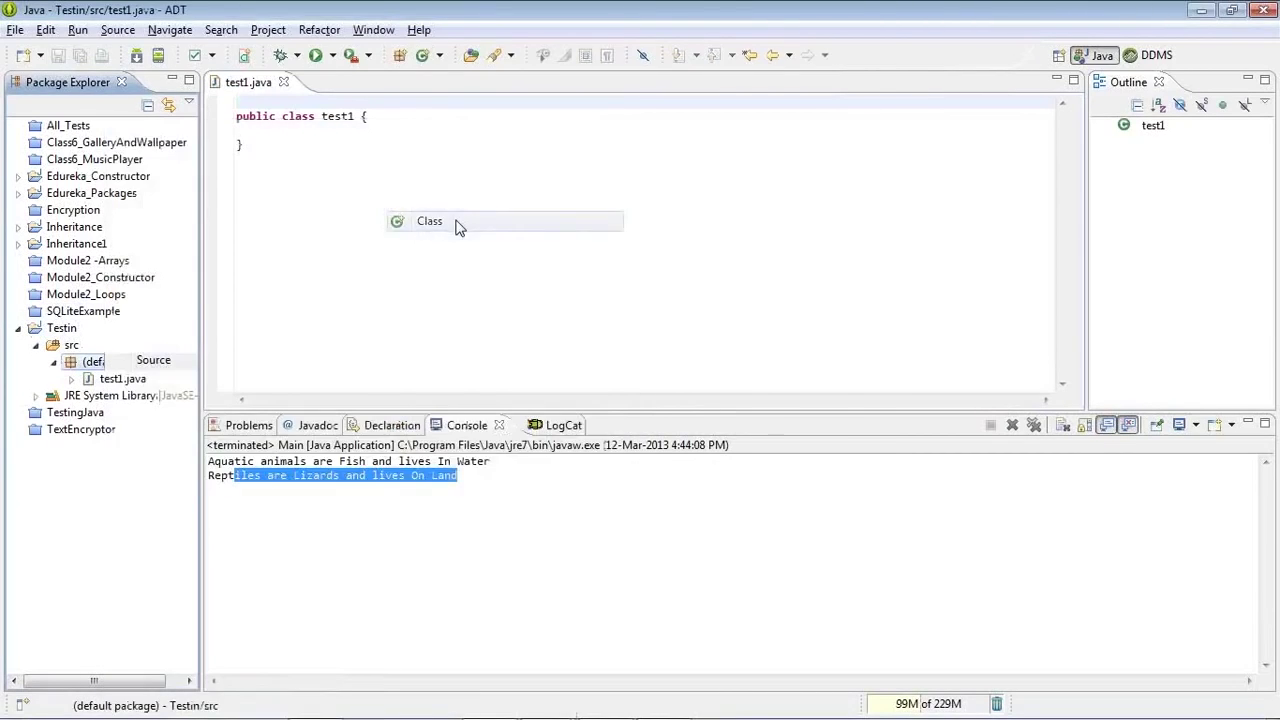 Java - Testin/src/test1.java - ADT
File Edit Run Source Navigate Search Project Refactor Window Help
Java DDMS
Package Explorer
All_Tests
Class6_GalleryAndWallpaper
Class6_MusicPlayer
Edureka_Constructor
Edureka_Packages
Encryption
Inheritance
Inheritance1
Module2 -Arrays
Module2_Constructor
Module2_Loops
SQLiteExample
Testin
src
(defa
Source
test1.java
JRE System Library [JavaSE-
TestingJava
TextEncryptor
test1.java
public class test1 {
}
Class
Outline
test1
Problems @ Javadoc Declaration Console LogCat
<terminated> Main [Java Application] C:\Program Files\Java\jre7\bin\javaw.exe (12-Mar-2013 4:44:08 PM)
Aquatic animals are Fish and lives In Water
Reptiles are Lizards and lives On Land
(default package) - Testin/src
99M of 229M